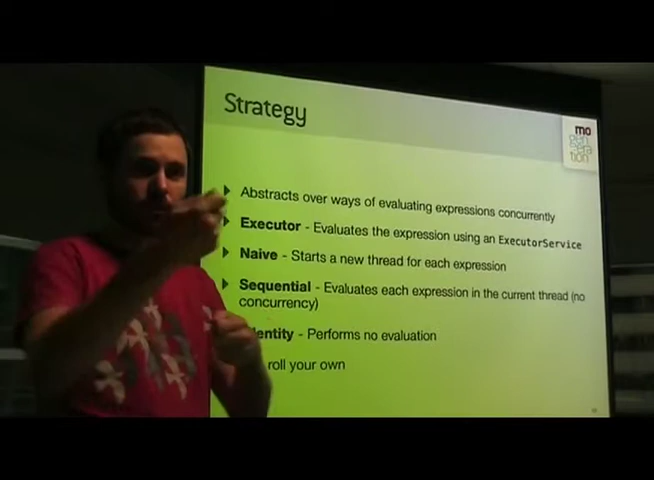 Strategy
mo
Abstracts over ways of evaluating expressions concurrently
Executor - Evaluates the expression using an ExecutorService
Naive - Starts a new thread for each expression
Sequential - Evaluates each expression in the current thread (no
concurrency)
dentity - Performs no evaluation
roll your own